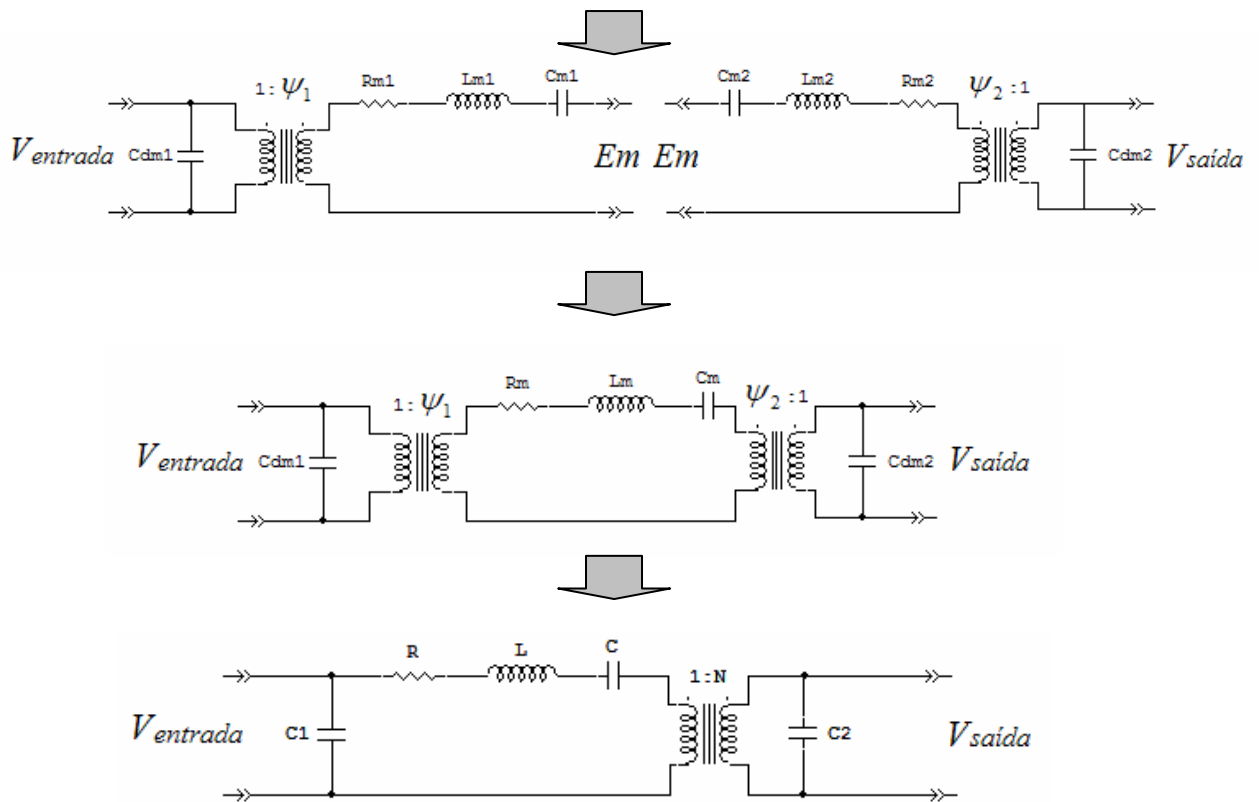 Rm1 Lm1 Cm1 Cm2 Lm2 Rm2
1:ψ₁ ψ₂:1
Ventrada Cdm1 Em Em Cdm2 Vsaída
Rm Lm Cm
1:ψ₁ ψ₂:1
Ventrada Cdm1 Cdm2 Vsaída
R L C
1:N
Ventrada C1 C2 Vsaída